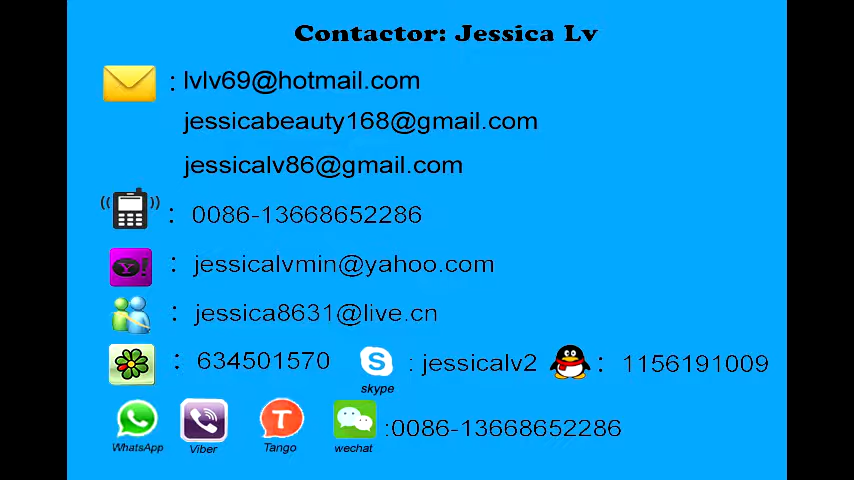 Contactor: Jessica Lv
: lvlv69@hotmail.com
jessicabeauty168@gmail.com
jessicalv86@gmail.com
: 0086-13668652286
: jessicalvmin@yahoo.com
: jessica8631@live.cn
: 634501570 skype : jessicalv2 : 1156191009
WhatsApp Viber Tango wechat :0086-13668652286